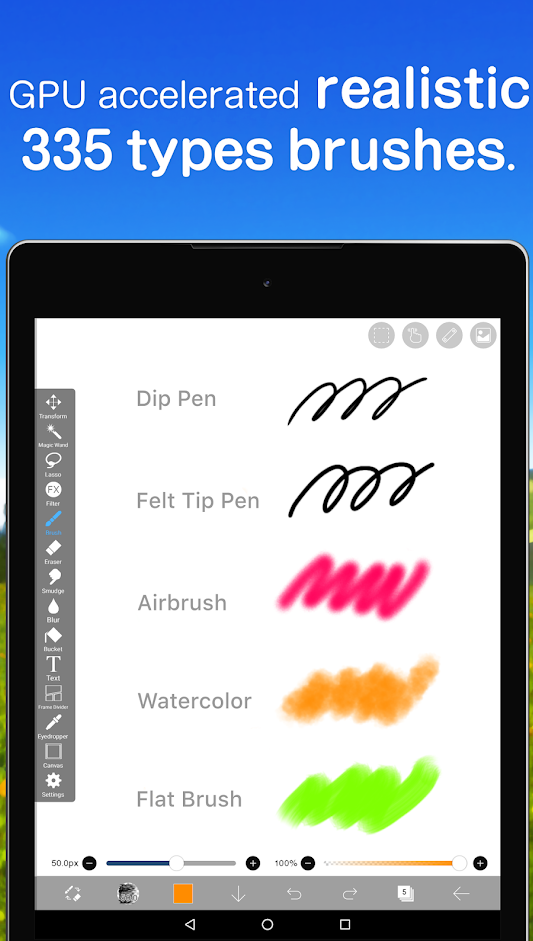 GPU accelerated realistic
335 types brushes.
Dip Pen
Felt Tip Pen
Airbrush
Watercolor
Flat Brush
Transform
Magic Wand
Lasso
FX
Filter
Brush
Eraser
Smudge
Blur
Bucket
T
Text
Frame Divider
Eyedropper
Canvas
Settings
50.0px
100%
5